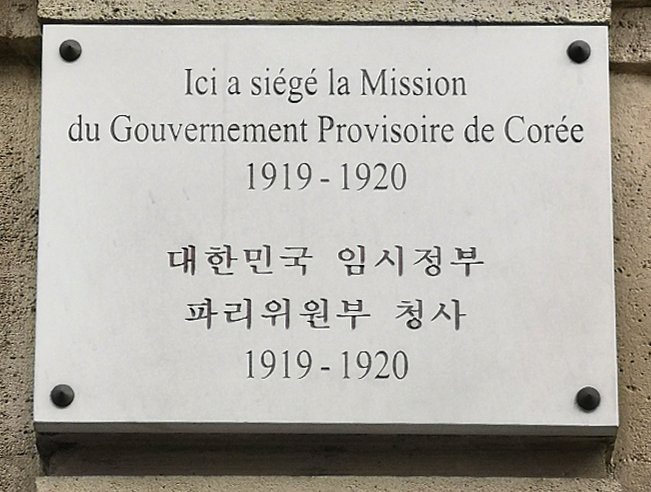 Ici a siégé la Mission
du Gouvernement Provisoire de Corée
1919 - 1920
대한민국 임시정부
파리위원부 청사
1919 - 1920